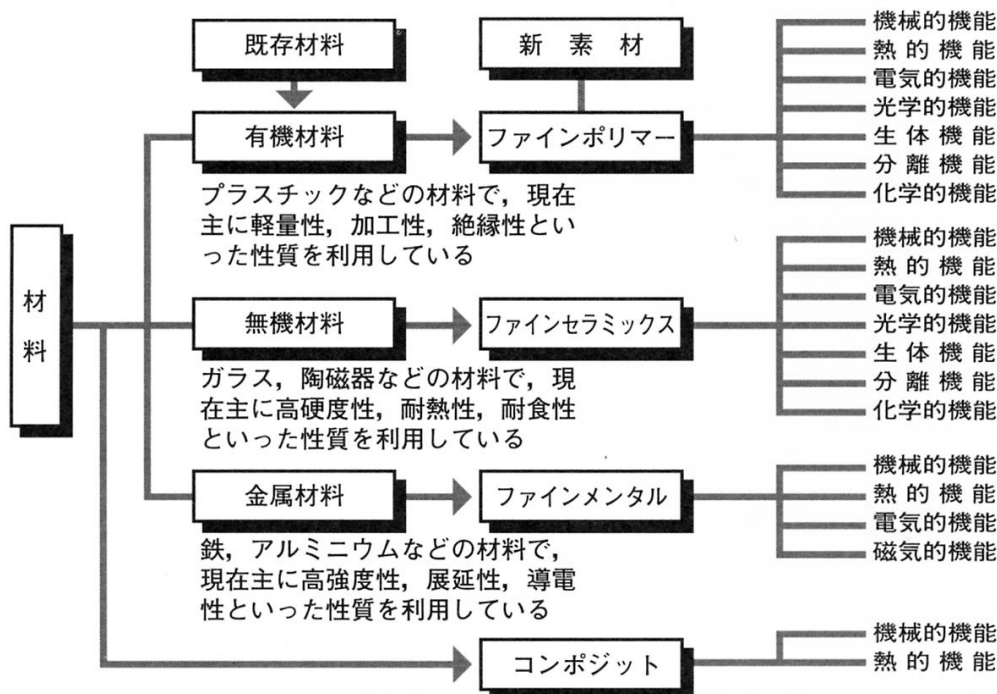 既存材料
新素材
有機材料
ファインポリマー
機械的機能
熱的機能
電気的機能
光学的機能
生体機能
分離機能
化学的機能
プラスチックなどの材料で，現在
主に軽量性，加工性，絶縁性とい
った性質を利用している
材料
無機材料
ファインセラミックス
機械的機能
熱的機能
電気的機能
光学的機能
生体機能
分離機能
化学的機能
ガラス，陶磁器などの材料で，現
在主に高硬度性，耐熱性，耐食性
といった性質を利用している
金属材料
ファインメンタル
機械的機能
熱的機能
電気的機能
磁気的機能
鉄，アルミニウムなどの材料で，
現在主に高強度性，展延性，導電
性といった性質を利用している
コンポジット
機械的機能
熱的機能